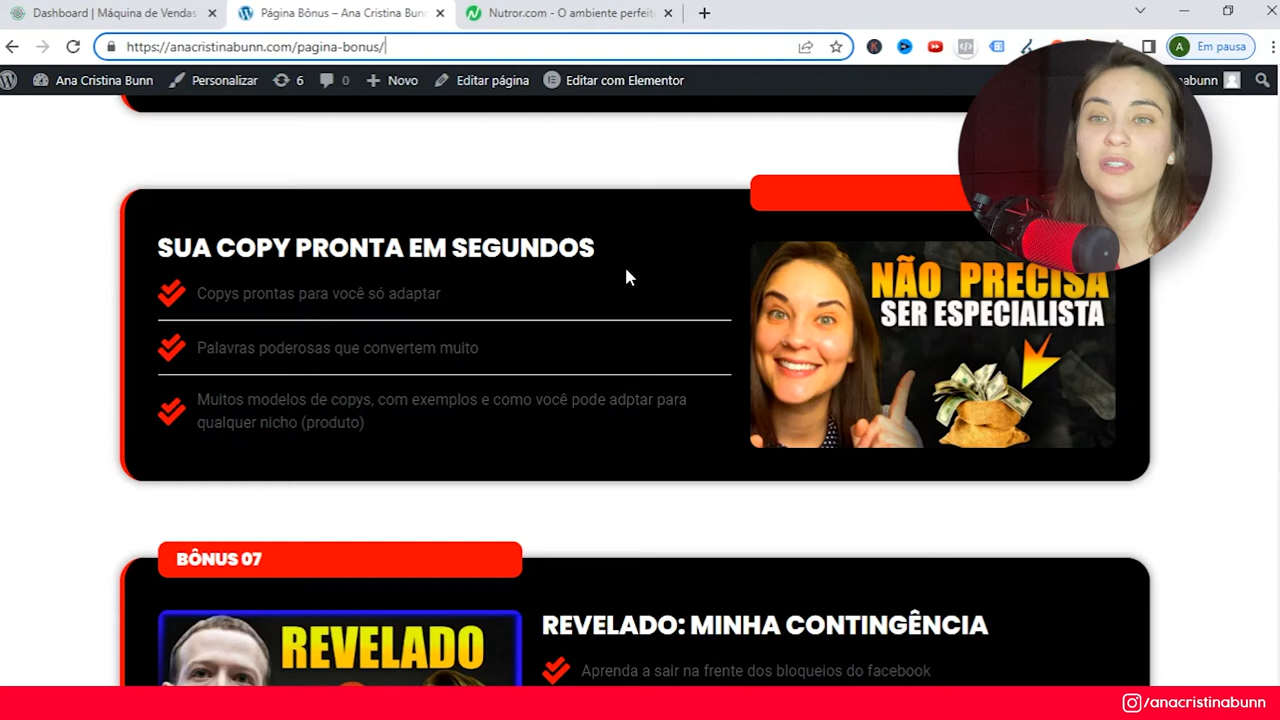 Dashboard | Máquina de Vendas
Página Bônus – Ana Cristina Bunn
Nutror.com - O ambiente perfeit
https://anacristinabunn.com/pagina-bonus/
A Em pausa
Ana Cristina Bunn Personalizar 6 0 Novo Editar página Editar com Elementor nabunn
SUA COPY PRONTA EM SEGUNDOS
Copys prontas para você só adaptar
Palavras poderosas que convertem muito
Muitos modelos de copys, com exemplos e como você pode adptar para
qualquer nicho (produto)
NÃO PRECISA
SER ESPECIALISTA
BÔNUS 07
REVELADO
REVELADO: MINHA CONTINGÊNCIA
Aprenda a sair na frente dos bloqueios do facebook
/anacristinabunn